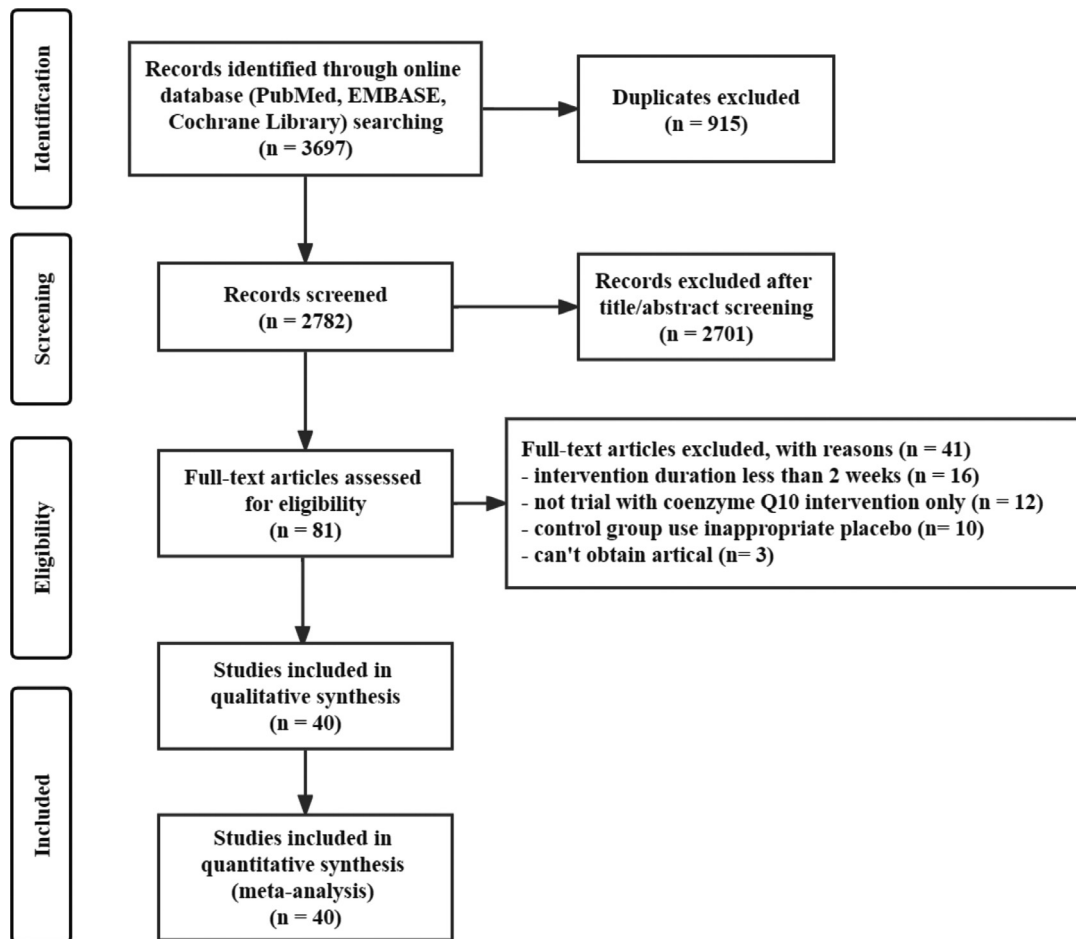 Identification
Records identified through online
database (PubMed, EMBASE,
Cochrane Library) searching
(n = 3697)
Duplicates excluded
(n = 915)
Screening
Records screened
(n = 2782)
Records excluded after
title/abstract screening
(n = 2701)
Eligibility
Full-text articles assessed
for eligibility
(n = 81)
Full-text articles excluded, with reasons (n = 41)
- intervention duration less than 2 weeks (n = 16)
- not trial with coenzyme Q10 intervention only (n = 12)
- control group use inappropriate placebo (n= 10)
- can't obtain artical (n= 3)
Included
Studies included in
qualitative synthesis
(n = 40)
Studies included in
quantitative synthesis
(meta-analysis)
(n = 40)